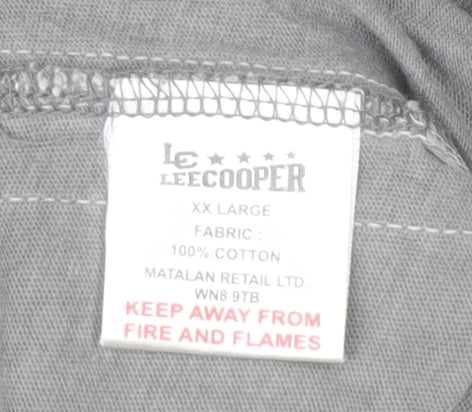 LC
LEECOOPER
XX LARGE
FABRIC :
100% COTTON
MATALAN RETAIL LTD.,
WN8 9TB
KEEP AWAY FROM
FIRE AND FLAMES